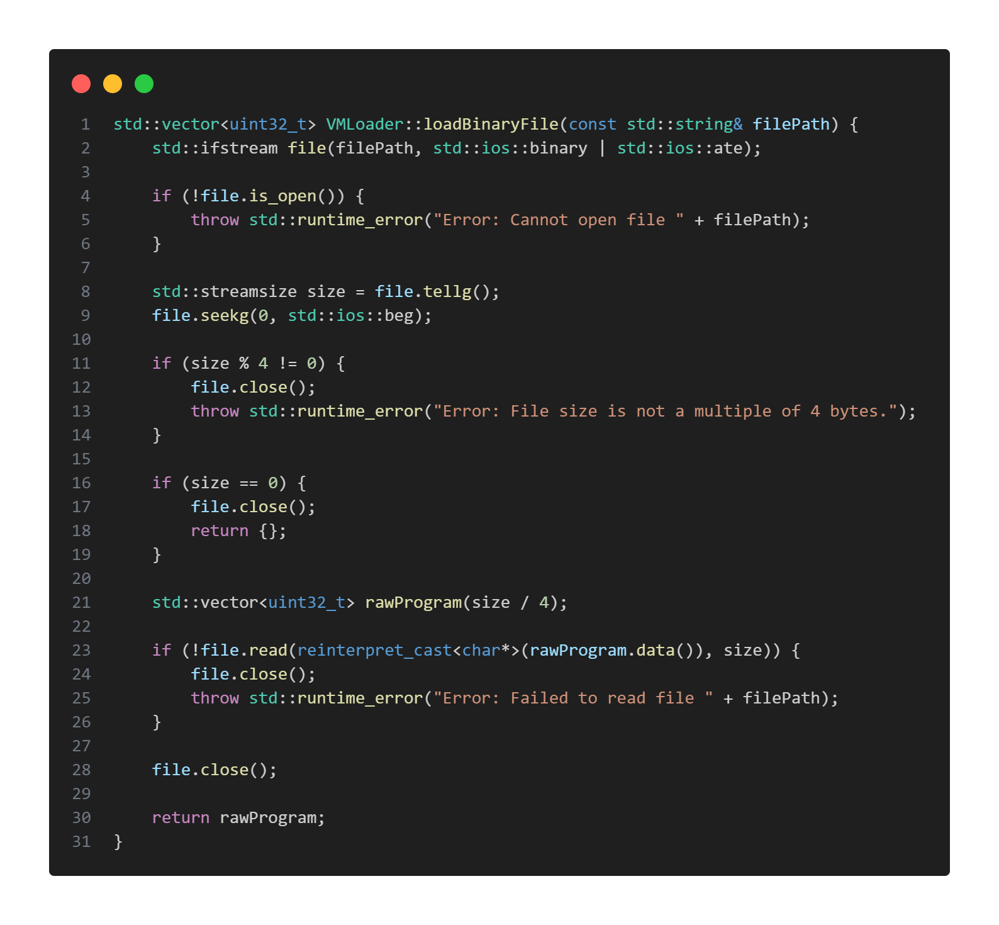 1 std::vector<uint32_t> VMLoader::loadBinaryFile(const std::string& filePath) {
2     std::ifstream file(filePath, std::ios::binary | std::ios::ate);
3
4     if (!file.is_open()) {
5         throw std::runtime_error("Error: Cannot open file " + filePath);
6     }
7
8     std::streamsize size = file.tellg();
9     file.seekg(0, std::ios::beg);
10
11     if (size % 4 != 0) {
12         file.close();
13         throw std::runtime_error("Error: File size is not a multiple of 4 bytes.");
14     }
15
16     if (size == 0) {
17         file.close();
18         return {};
19     }
20
21     std::vector<uint32_t> rawProgram(size / 4);
22
23     if (!file.read(reinterpret_cast<char*>(rawProgram.data()), size)) {
24         file.close();
25         throw std::runtime_error("Error: Failed to read file " + filePath);
26     }
27
28     file.close();
29
30     return rawProgram;
31 }